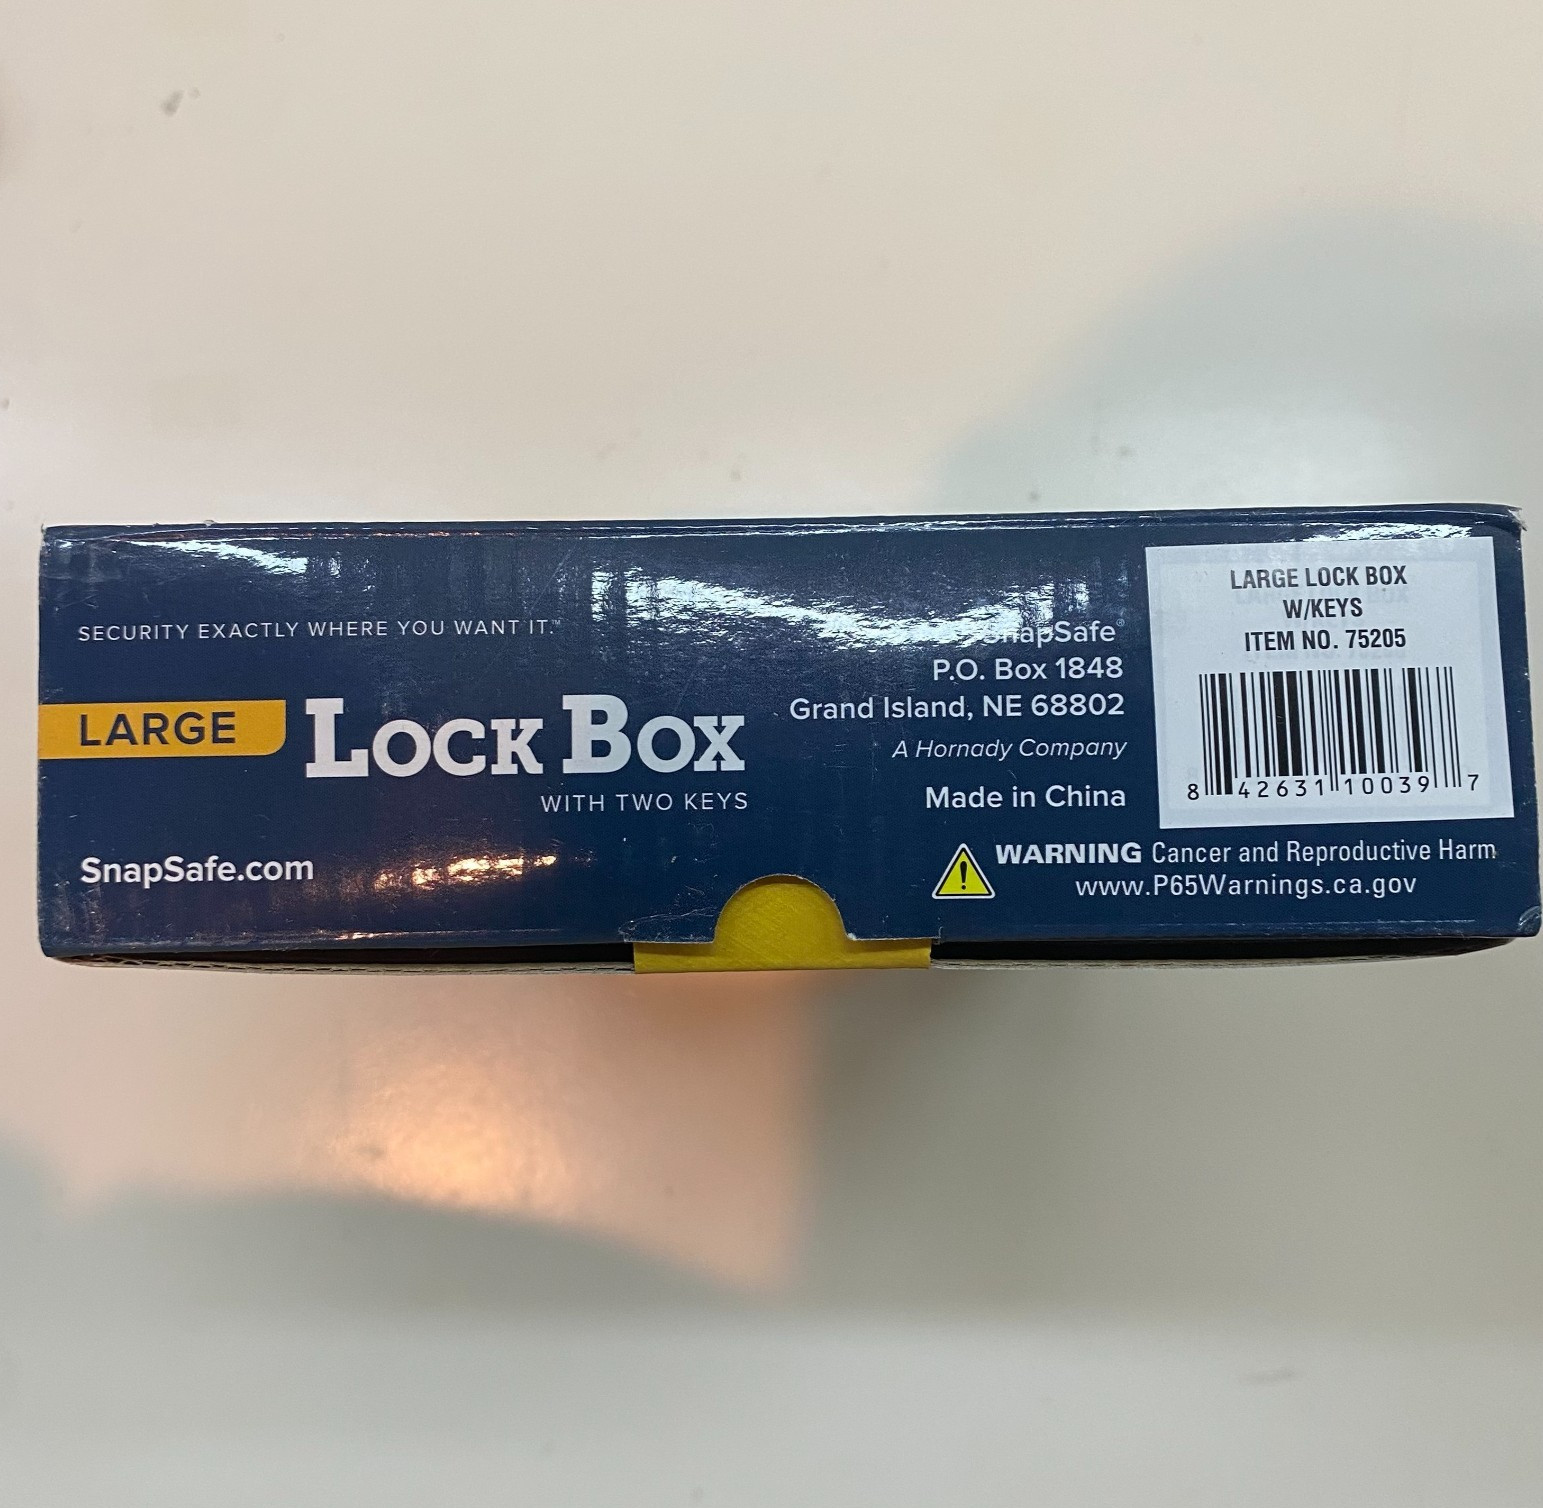 SECURITY EXACTLY WHERE YOU WANT IT.™
LARGE LOCK BOX
WITH TWO KEYS
SnapSafe.com
SnapSafe®
P.O. Box 1848
Grand Island, NE 68802
A Hornady Company
Made in China
WARNING Cancer and Reproductive Harm
www.P65Warnings.ca.gov
LARGE LOCK BOX
W/KEYS
ITEM NO. 75205
8 42631 10039 7